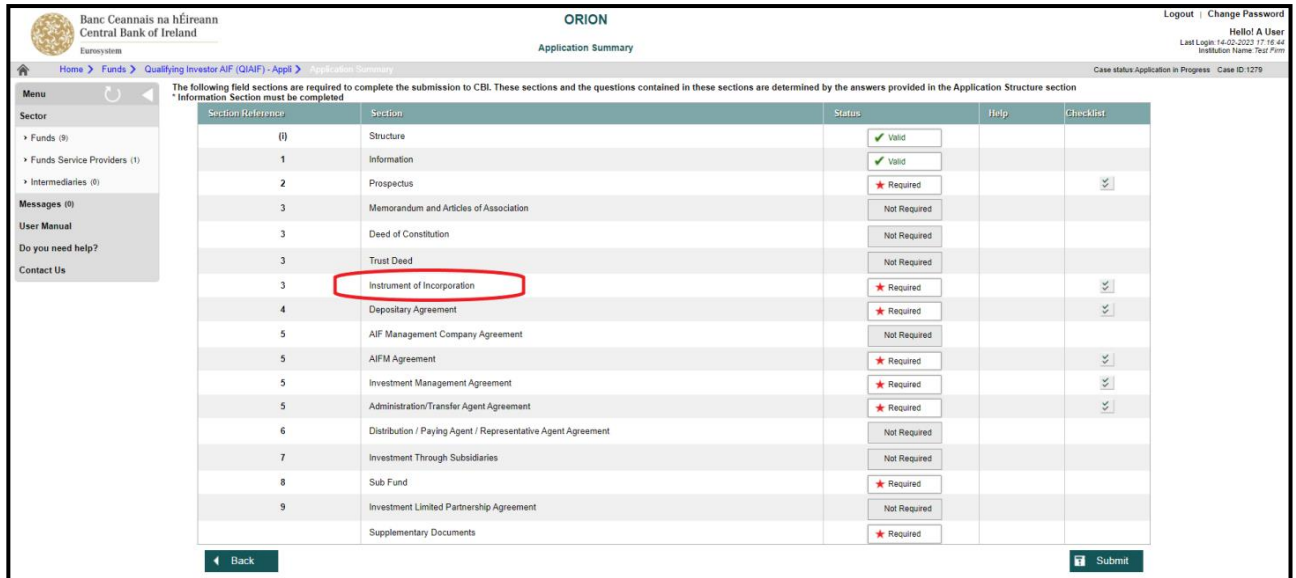 Banc Ceannais na hÉireann
Central Bank of Ireland
Eurosystem
ORION
Application Summary
Logout | Change Password
Hello! A User
Last Login:14-02-2023 17:16:44
Institution Name:Test Firm
Home > Funds > Qualifying Investor AIF (QIAIF) - Appli > Application Summary
Case status:Application in Progress Case ID:1279
Menu
Sector
Funds (9)
Funds Service Providers (1)
Intermediaries (0)
Messages (0)
User Manual
Do you need help?
Contact Us
The following field sections are required to complete the submission to CBI. These sections and the questions contained in these sections are determined by the answers provided in the Application Structure section
* Information Section must be completed
Section Reference Section Status Help Checklist
(i) Structure Valid
1 Information Valid
2 Prospectus Required
3 Memorandum and Articles of Association Not Required
3 Deed of Constitution Not Required
3 Trust Deed Not Required
3 Instrument of Incorporation Required
4 Depositary Agreement Required
5 AIF Management Company Agreement Not Required
5 AIFM Agreement Required
5 Investment Management Agreement Required
5 Administration/Transfer Agent Agreement Required
6 Distribution / Paying Agent / Representative Agent Agreement Not Required
7 Investment Through Subsidiaries Not Required
8 Sub Fund Required
9 Investment Limited Partnership Agreement Not Required
Supplementary Documents Required
Back
Submit